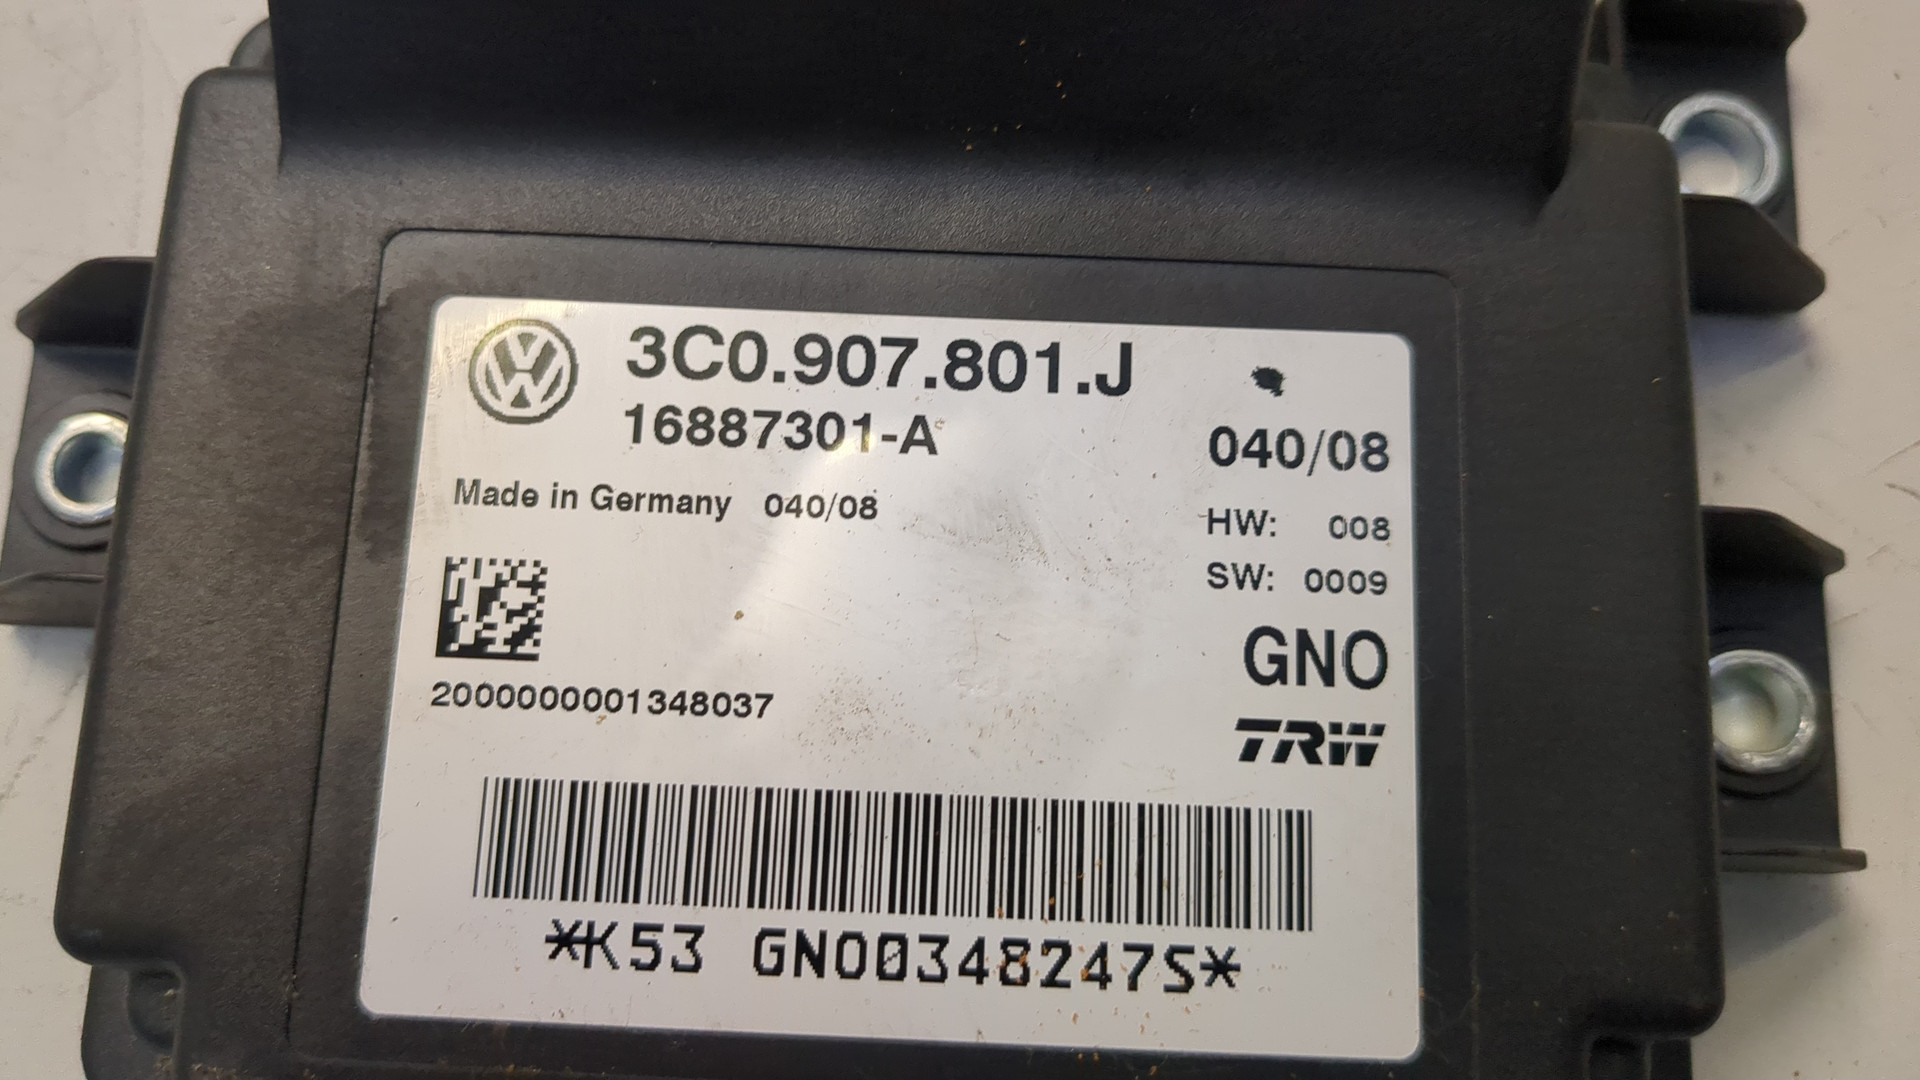 3C0.907.801.J
16887301-A
040/08
Made in Germany 040/08
HW: 008
SW: 0009
GNO
2000000001348037
TRW
*K53 GNO0348247S*